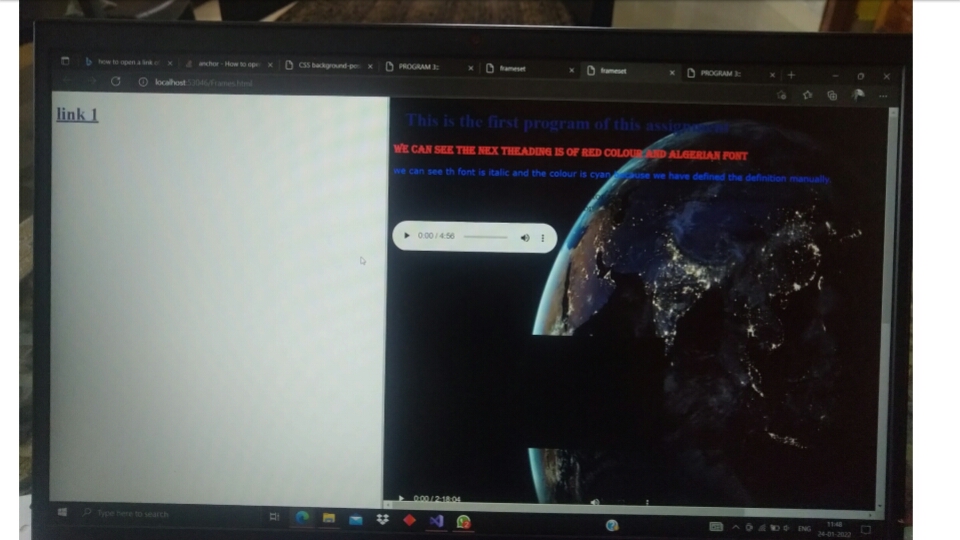 how to open a link
anchor - How to ope
CSS background-po
PROGRAM 3:
frameset
frameset
PROGRAM 3:
localhost:53046/Frames.html
link 1
This is the first program of this assignment
WE CAN SEE THE NEX THEADING IS OF RED COLOUR AND ALGERIAN FONT
we can see th font is italic and the colour is cyan because we have defined the definition manually.
0:00 / 4:56
0:00 / 2:18:04
Type here to search
ENG
11:48
24-01-2022